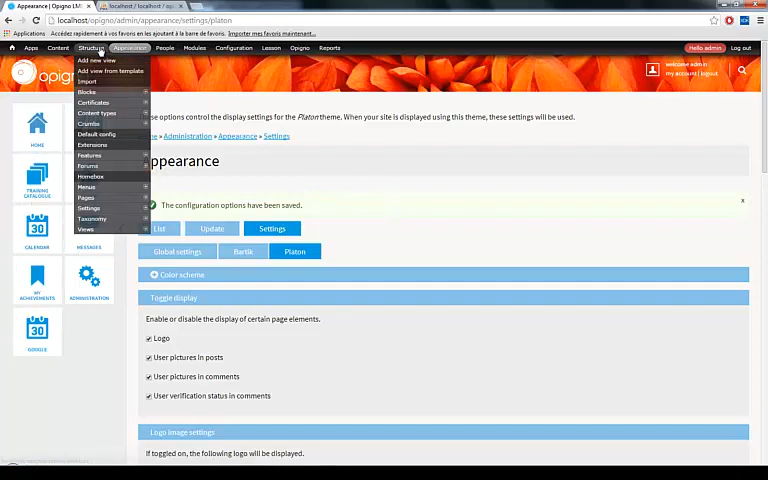 Appearance | Opigno LM
localhost / localhost / opi
localhost/opigno/admin/appearance/settings/platon
Applications
Accédez rapidement à vos favoris en les ajoutant à la barre de favoris.
Importer mes favoris maintenant...
Apps
Content
Structure
Appearance
People
Modules
Configuration
Lesson
Opigno
Reports
Hello admin
Log out
Add new view
Add view from template
Import
Blocks
Certificates
Content types
Crumbs
Default config
Extensions
Features
Forums
Homebox
Menus
Pages
Settings
Taxonomy
Views
opig
welcome admin
my account | logout
HOME
TRAINING CATALOGUE
30
CALENDAR
MESSAGES
MY ACHIEVEMENTS
ADMINISTRATION
30
GOOGLE
ese options control the display settings for the Platon theme. When your site is displayed using this theme, these settings will be used.
e » Administration » Appearance » Settings
ppearance
The configuration options have been saved.
x
List
Update
Settings
Global settings
Bartik
Platon
Color scheme
Toggle display
Enable or disable the display of certain page elements.
Logo
User pictures in posts
User pictures in comments
User verification status in comments
Logo image settings
If toggled on, the following logo will be displayed.